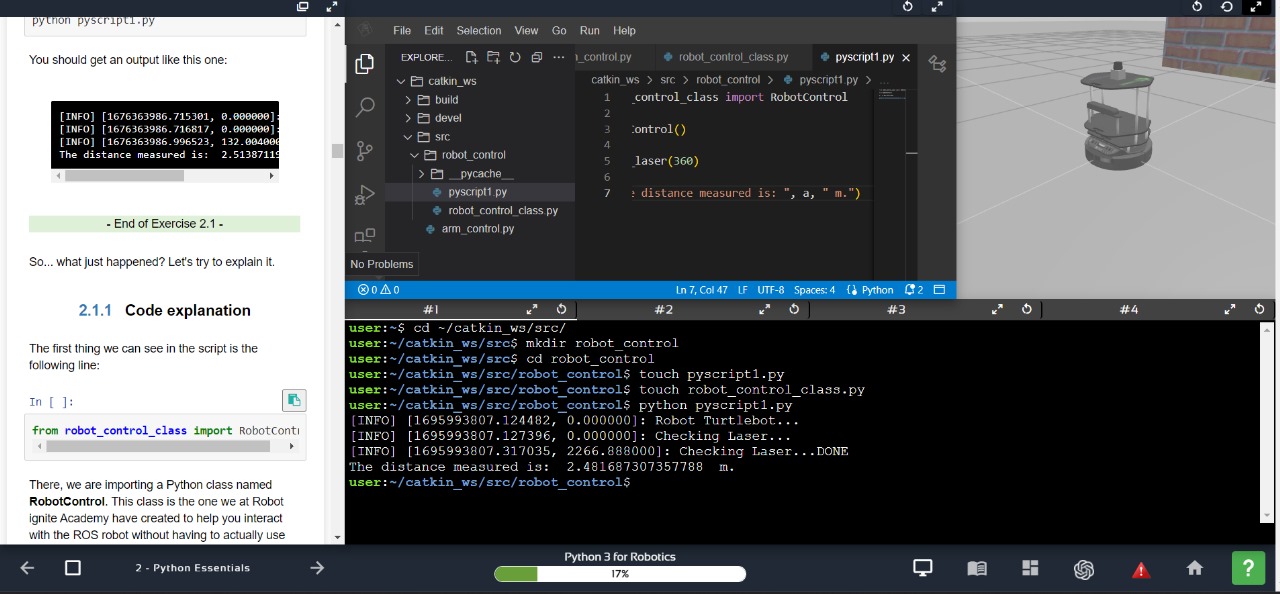 python pyscript1.py
You should get an output like this one:
[INFO] [1676363986.715301, 0.000000]:
[INFO] [1676363986.716817, 0.000000]:
[INFO] [1676363986.996523, 132.004000
The distance measured is:  2.51387119
- End of Exercise 2.1 -
So... what just happened? Let's try to explain it.
2.1.1 Code explanation
The first thing we can see in the script is the
following line:
In [ ]:
from robot_control_class import RobotContr
There, we are importing a Python class named
RobotControl. This class is the one we at Robot
ignite Academy have created to help you interact
with the ROS robot without having to actually use
File Edit Selection View Go Run Help
EXPLORE...
catkin_ws
build
devel
src
robot_control
__pycache__
pyscript1.py
robot_control_class.py
arm_control.py
No Problems
_control.py robot_control_class.py pyscript1.py
catkin_ws > src > robot_control > pyscript1.py > ...
1 _control_class import RobotControl
2
3 Control()
4
5 _laser(360)
6
7 e distance measured is: ", a, " m.")
0 0 Ln 7, Col 47 LF UTF-8 Spaces: 4 Python 2
#1 #2 #3 #4
user:~$ cd ~/catkin_ws/src/
user:~/catkin_ws/src$ mkdir robot_control
user:~/catkin_ws/src$ cd robot_control
user:~/catkin_ws/src/robot_control$ touch pyscript1.py
user:~/catkin_ws/src/robot_control$ touch robot_control_class.py
user:~/catkin_ws/src/robot_control$ python pyscript1.py
[INFO] [1695993807.124482, 0.000000]: Robot Turtlebot...
[INFO] [1695993807.127396, 0.000000]: Checking Laser...
[INFO] [1695993807.317035, 2266.888000]: Checking Laser...DONE
The distance measured is:  2.481687307357788  m.
user:~/catkin_ws/src/robot_control$
2 - Python Essentials
Python 3 for Robotics
17%
?